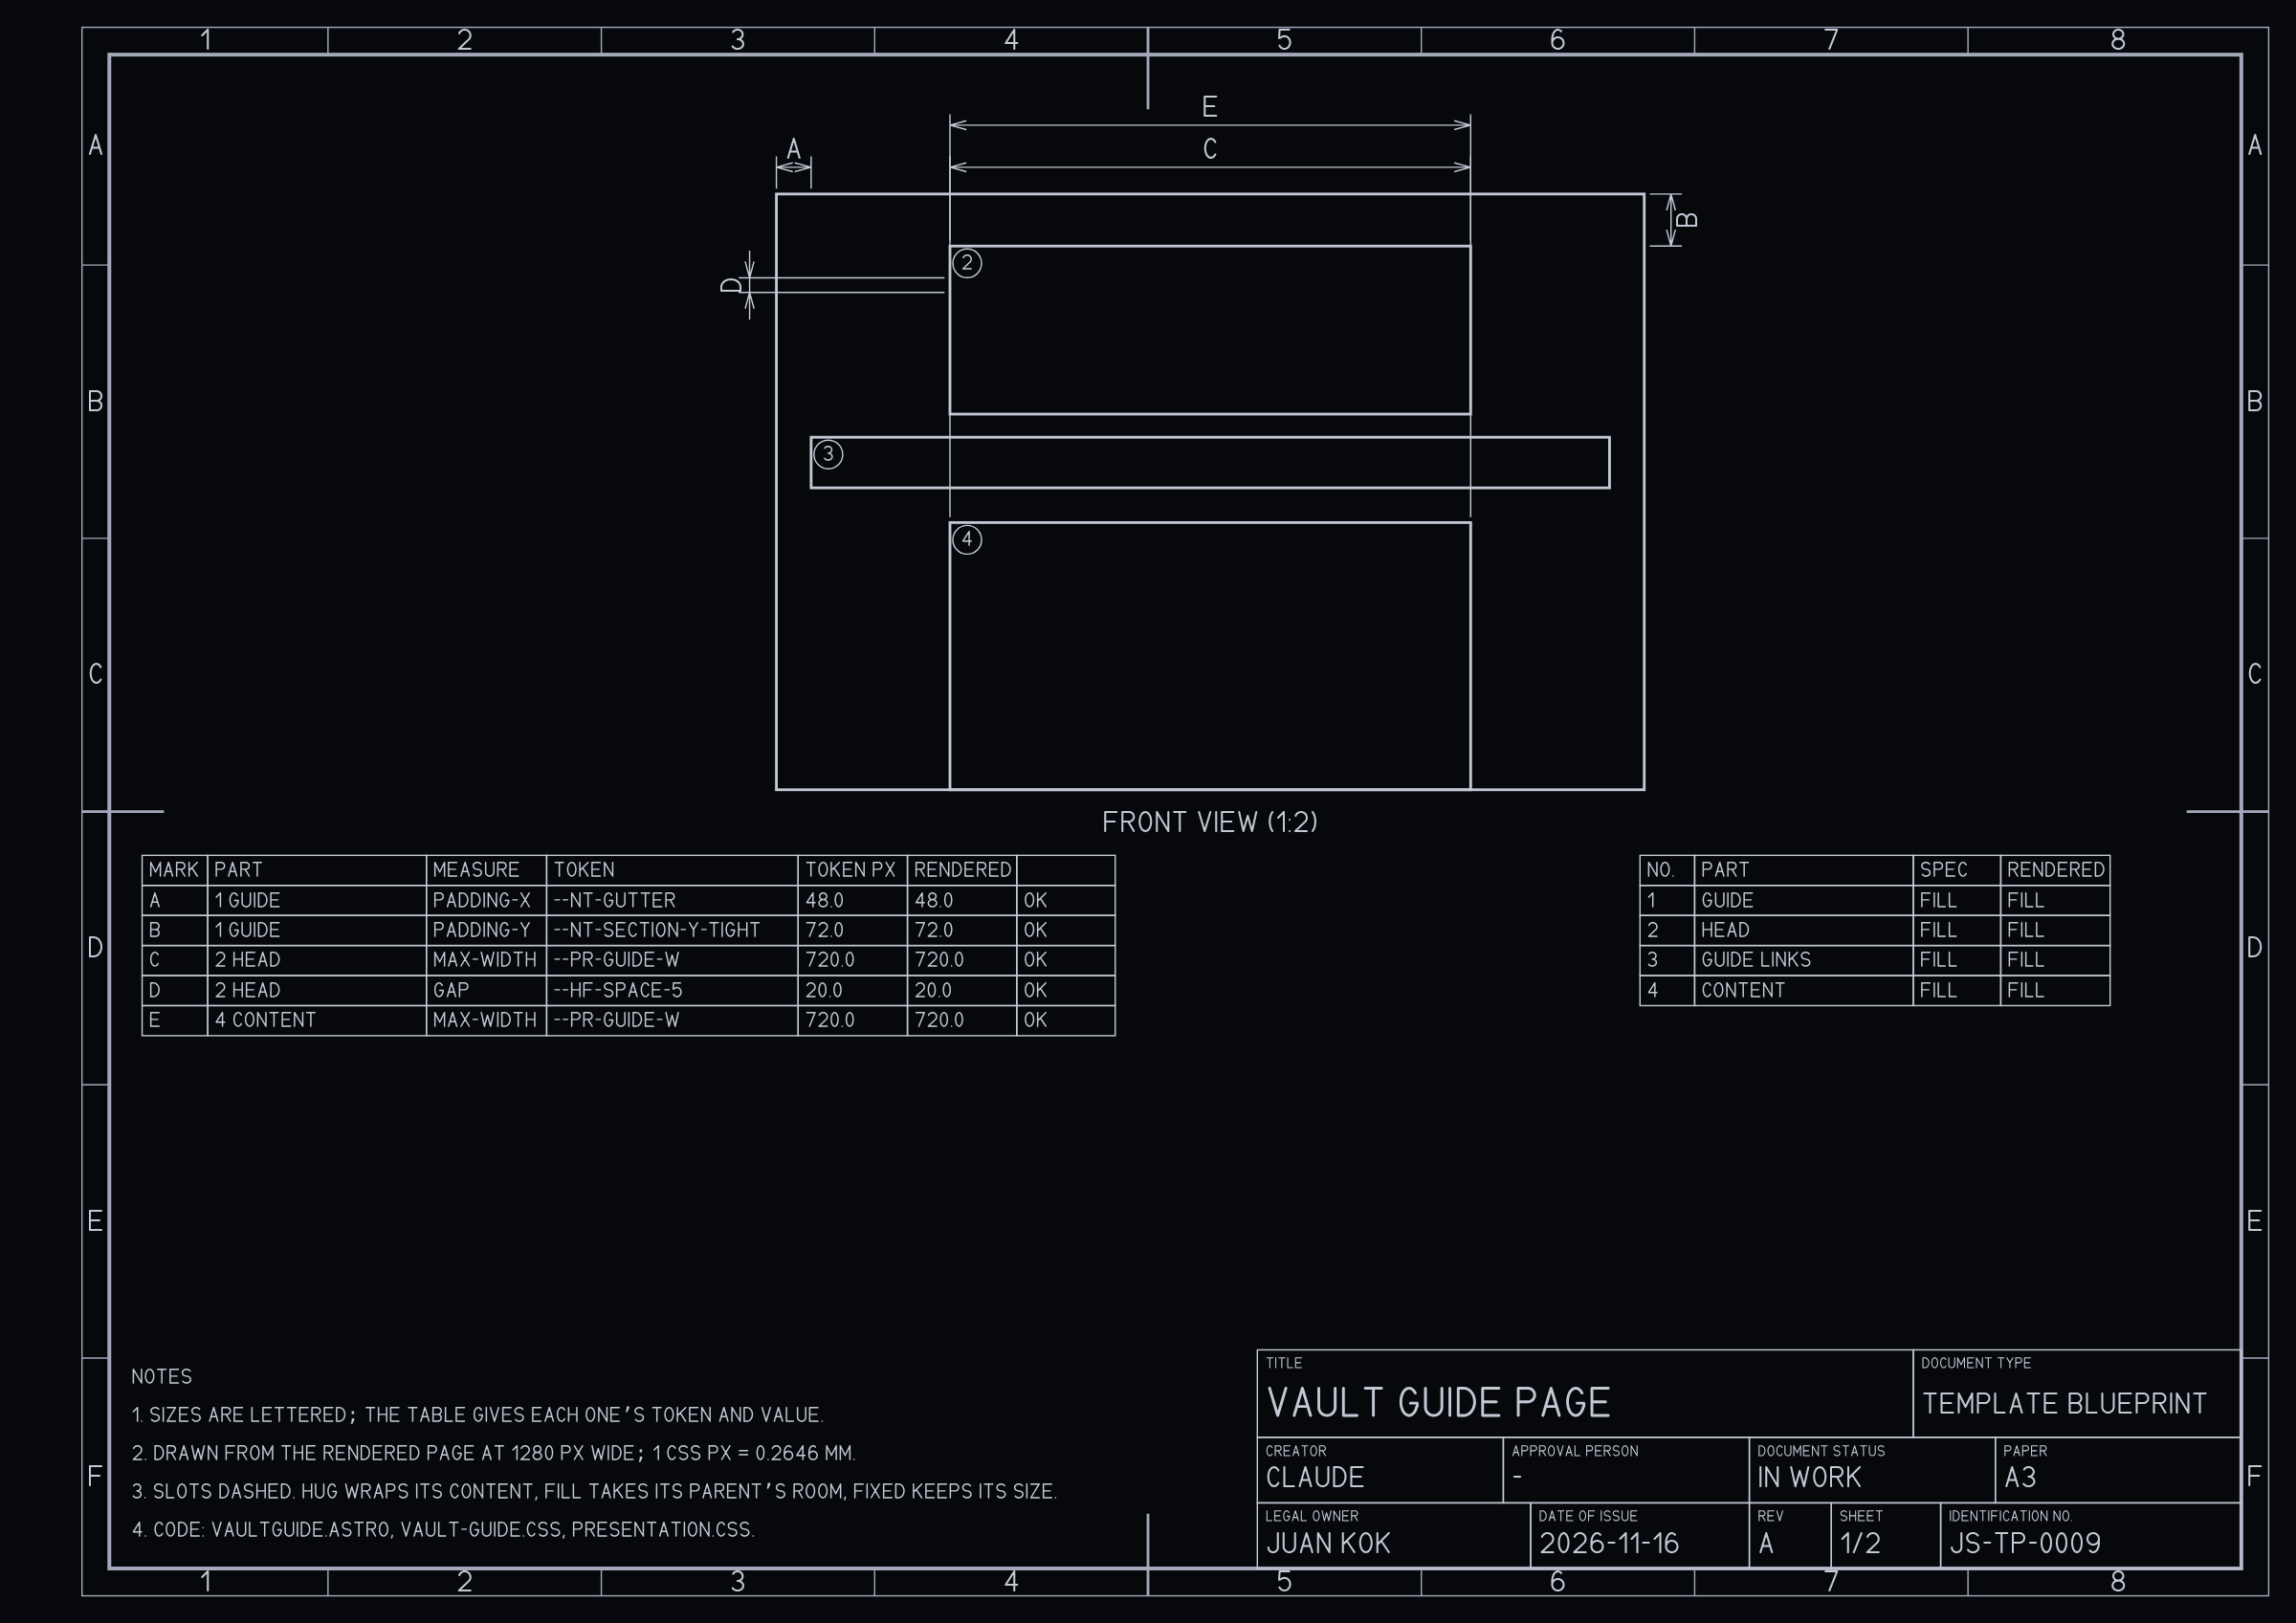 1 2 3 4 5 6 7 8
A A
B B
C C
D D
E E
F F
E
C
A
B
D
2
3
4
FRONT VIEW (1:2)
MARK PART MEASURE TOKEN TOKEN PX RENDERED
A 1 GUIDE PADDING-X --NT-GUTTER 48.0 48.0 OK
B 1 GUIDE PADDING-Y --NT-SECTION-Y-TIGHT 72.0 72.0 OK
C 2 HEAD MAX-WIDTH --PR-GUIDE-W 720.0 720.0 OK
D 2 HEAD GAP --HF-SPACE-5 20.0 20.0 OK
E 4 CONTENT MAX-WIDTH --PR-GUIDE-W 720.0 720.0 OK
NO. PART SPEC RENDERED
1 GUIDE FILL FILL
2 HEAD FILL FILL
3 GUIDE LINKS FILL FILL
4 CONTENT FILL FILL
NOTES
1. SIZES ARE LETTERED; THE TABLE GIVES EACH ONE'S TOKEN AND VALUE.
2. DRAWN FROM THE RENDERED PAGE AT 1280 PX WIDE; 1 CSS PX = 0.2646 MM.
3. SLOTS DASHED. HUG WRAPS ITS CONTENT, FILL TAKES ITS PARENT'S ROOM, FIXED KEEPS ITS SIZE.
4. CODE: VAULTGUIDE.ASTRO, VAULT-GUIDE.CSS, PRESENTATION.CSS.
TITLE DOCUMENT TYPE
VAULT GUIDE PAGE TEMPLATE BLUEPRINT
CREATOR APPROVAL PERSON DOCUMENT STATUS PAPER
CLAUDE - IN WORK A3
LEGAL OWNER DATE OF ISSUE REV SHEET IDENTIFICATION NO.
JUAN KOK 2026-11-16 A 1/2 JS-TP-0009
1 2 3 4 5 6 7 8